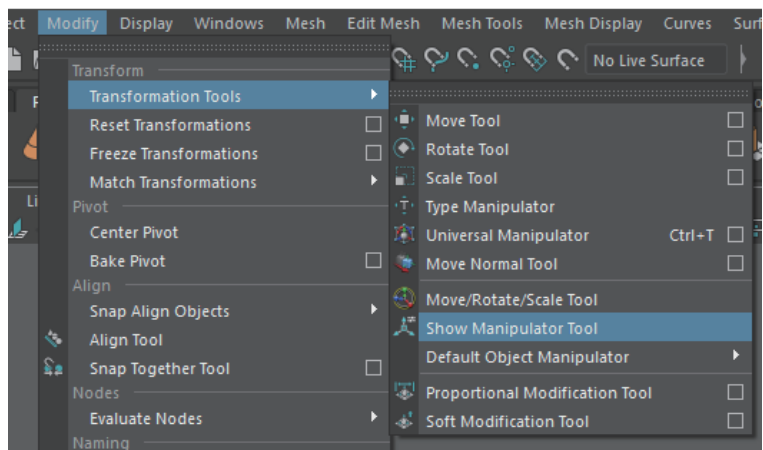 ect Modify Display Windows Mesh Edit Mesh Mesh Tools Mesh Display Curves Surf
No Live Surface
Transform
Transformation Tools
Reset Transformations
Freeze Transformations
Match Transformations
Pivot
Center Pivot
Bake Pivot
Align
Snap Align Objects
Align Tool
Snap Together Tool
Nodes
Evaluate Nodes
Naming
Move Tool
Rotate Tool
Scale Tool
Type Manipulator
Universal Manipulator Ctrl+T
Move Normal Tool
Move/Rotate/Scale Tool
Show Manipulator Tool
Default Object Manipulator
Proportional Modification Tool
Soft Modification Tool